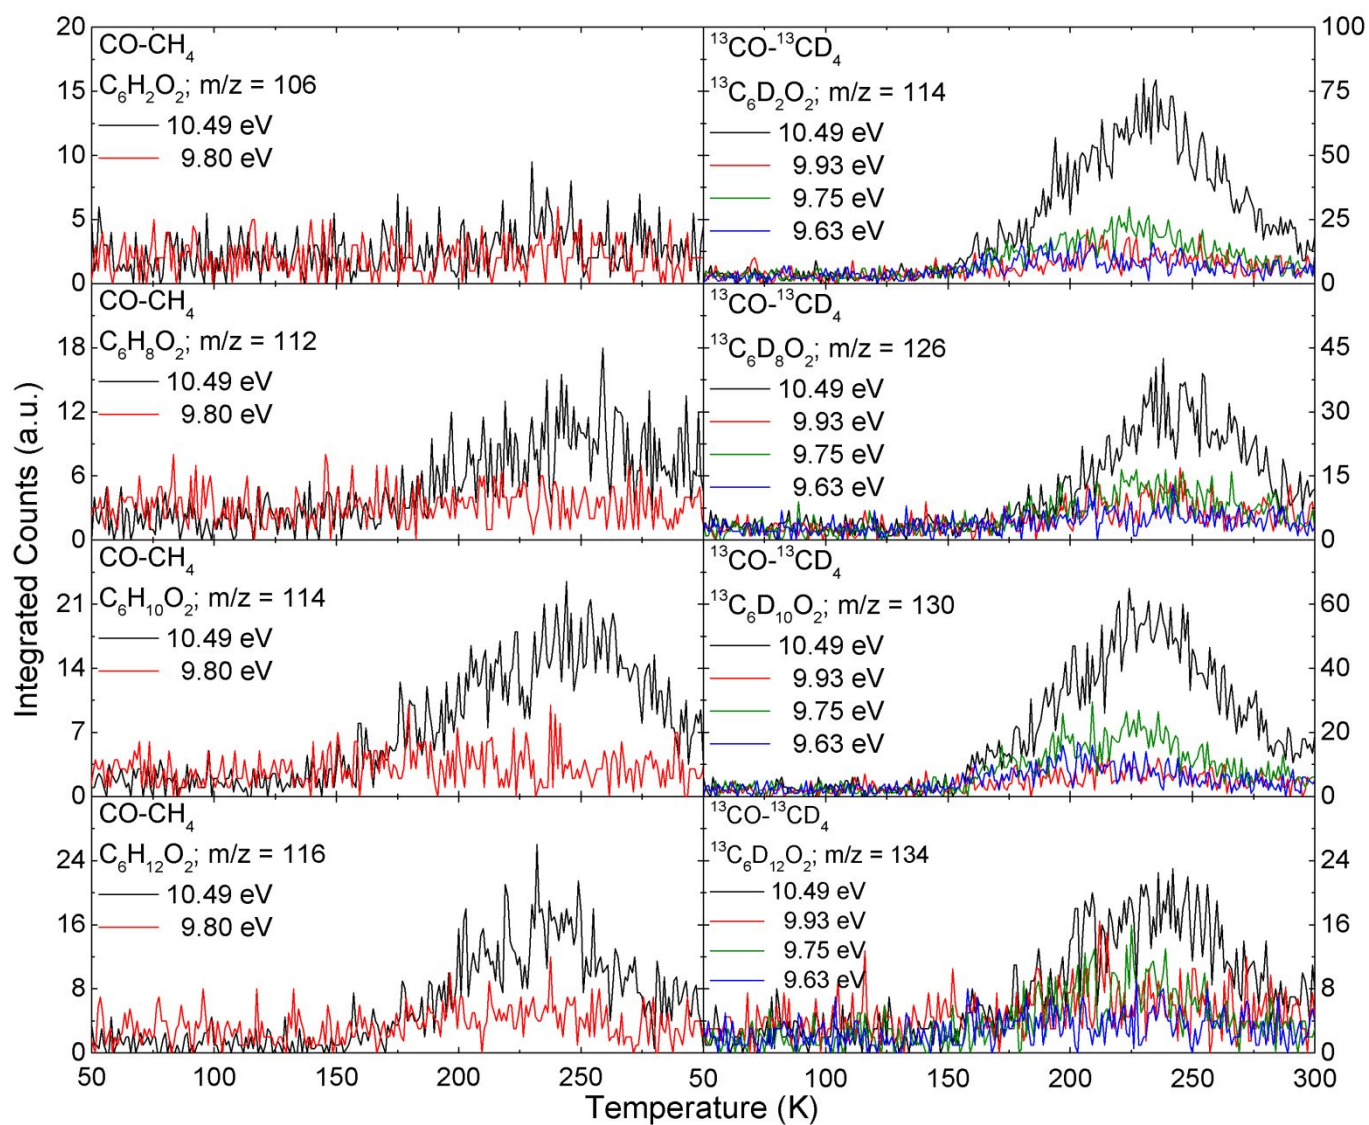 Integrated Counts (a.u.)
20
15
10
5
0
CO-CH₄
C₆H₂O₂; m/z = 106
10.49 eV
9.80 eV
¹³CO-¹³CD₄
¹³C₆D₂O₂; m/z = 114
10.49 eV
9.93 eV
9.75 eV
9.63 eV
100
75
50
25
0
18
12
6
0
CO-CH₄
C₆H₈O₂; m/z = 112
10.49 eV
9.80 eV
¹³CO-¹³CD₄
¹³C₆D₈O₂; m/z = 126
10.49 eV
9.93 eV
9.75 eV
9.63 eV
45
30
15
0
21
14
7
0
CO-CH₄
C₆H₁₀O₂; m/z = 114
10.49 eV
9.80 eV
¹³CO-¹³CD₄
¹³C₆D₁₀O₂; m/z = 130
10.49 eV
9.93 eV
9.75 eV
9.63 eV
60
40
20
0
24
16
8
0
CO-CH₄
C₆H₁₂O₂; m/z = 116
10.49 eV
9.80 eV
¹³CO-¹³CD₄
¹³C₆D₁₂O₂; m/z = 134
10.49 eV
9.93 eV
9.75 eV
9.63 eV
24
16
8
0
50 100 150 200 250 50 100 150 200 250 300
Temperature (K)